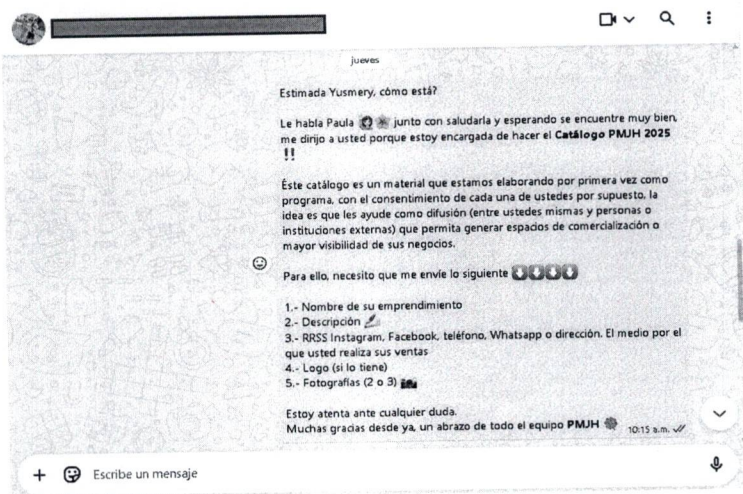 jueves
Estimada Yusmery, cómo está?
Le habla Paula junto con saludarla y esperando se encuentre muy bien,
me dirijo a usted porque estoy encargada de hacer el Catálogo PMJH 2025
!!
Éste catálogo es un material que estamos elaborando por primera vez como
programa, con el consentimiento de cada una de ustedes por supuesto, la
idea es que les ayude como difusión (entre ustedes mismas y personas o
instituciones externas) que permita generar espacios de comercialización o
mayor visibilidad de sus negocios.
Para ello, necesito que me envíe lo siguiente
1.- Nombre de su emprendimiento
2.- Descripción
3.- RRSS Instagram, Facebook, teléfono, Whatsapp o dirección. El medio por el
que usted realiza sus ventas
4.- Logo (si lo tiene)
5.- Fotografías (2 o 3)
Estoy atenta ante cualquier duda.
Muchas gracias desde ya, un abrazo de todo el equipo PMJH
10:15 a.m.
Escribe un mensaje